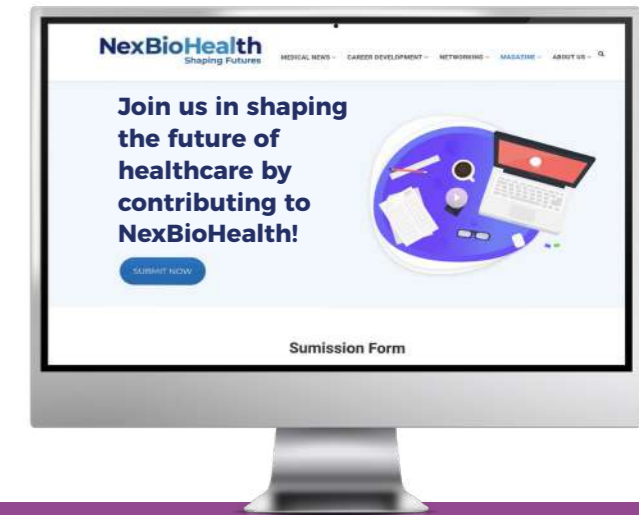 NexBioHealth
Shaping Futures
MEDICAL NEWS CAREER DEVELOPMENT NETWORKING MAGAZINE ABOUT US
Join us in shaping
the future of
healthcare by
contributing to
NexBioHealth!
SUBMIT NOW
Sumission Form